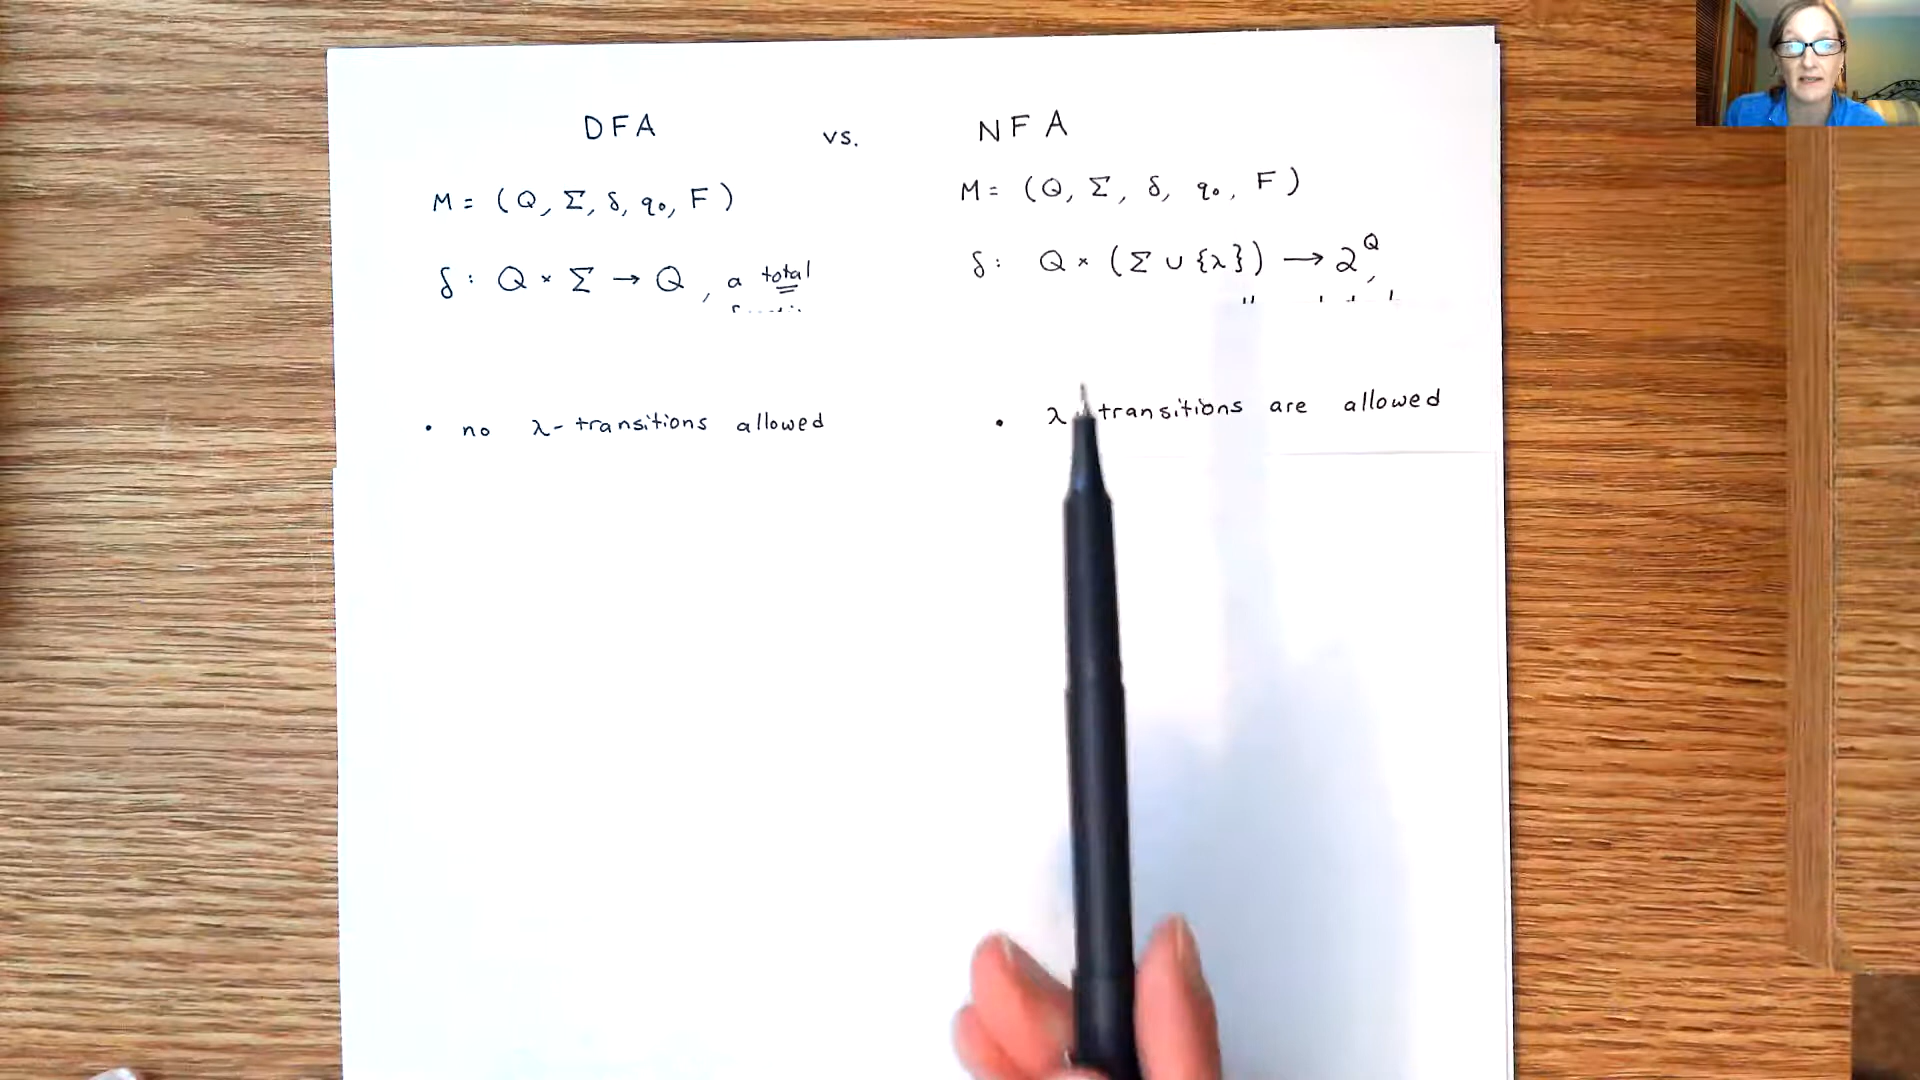 DFA vs. NFA
M = (Q, Σ, δ, q₀, F)
M = (Q, Σ, δ, q₀, F)
δ : Q × Σ → Q, a total
δ : Q × (Σ ∪ {λ}) → 2^Q,
• no λ- transitions allowed
• λ transitions are allowed